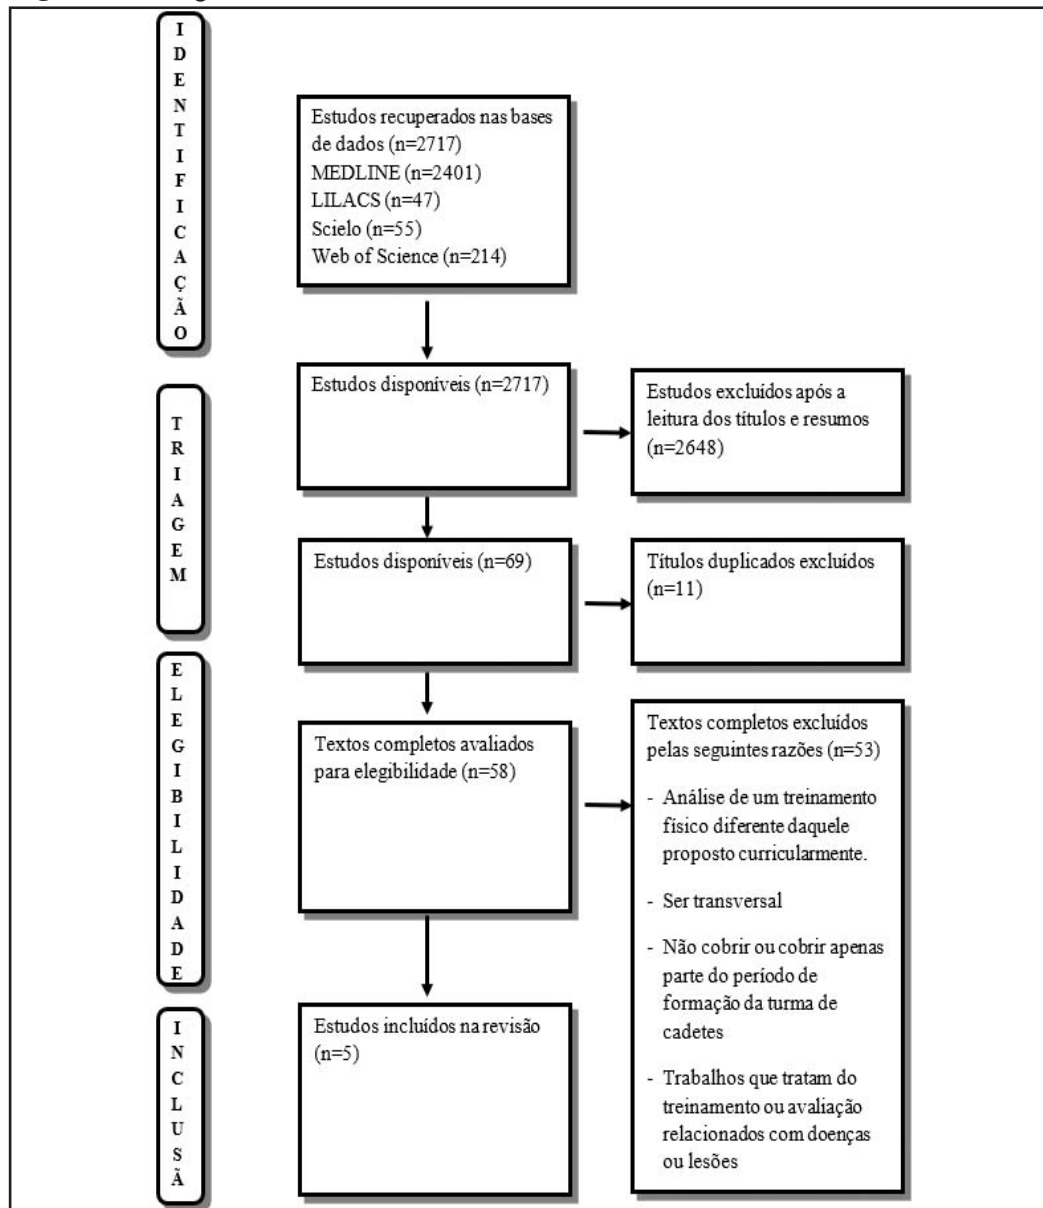 IDENTIFICAÇÃO
Estudos recuperados nas bases
de dados (n=2717)
MEDLINE (n=2401)
LILACS (n=47)
Scielo (n=55)
Web of Science (n=214)
TRIAGEM
Estudos disponíveis (n=2717)
Estudos excluídos após a
leitura dos títulos e resumos
(n=2648)
Estudos disponíveis (n=69)
Títulos duplicados excluídos
(n=11)
ELEGIBILIDADE
Textos completos avaliados
para elegibilidade (n=58)
Textos completos excluídos
pelas seguintes razões (n=53)
- Análise de um treinamento
físico diferente daquele
proposto curricularmente.
- Ser transversal
- Não cobrir ou cobrir apenas
parte do período de
formação da turma de
cadetes
- Trabalhos que tratam do
treinamento ou avaliação
relacionados com doenças
ou lesões
INCLUSÃ
Estudos incluídos na revisão
(n=5)